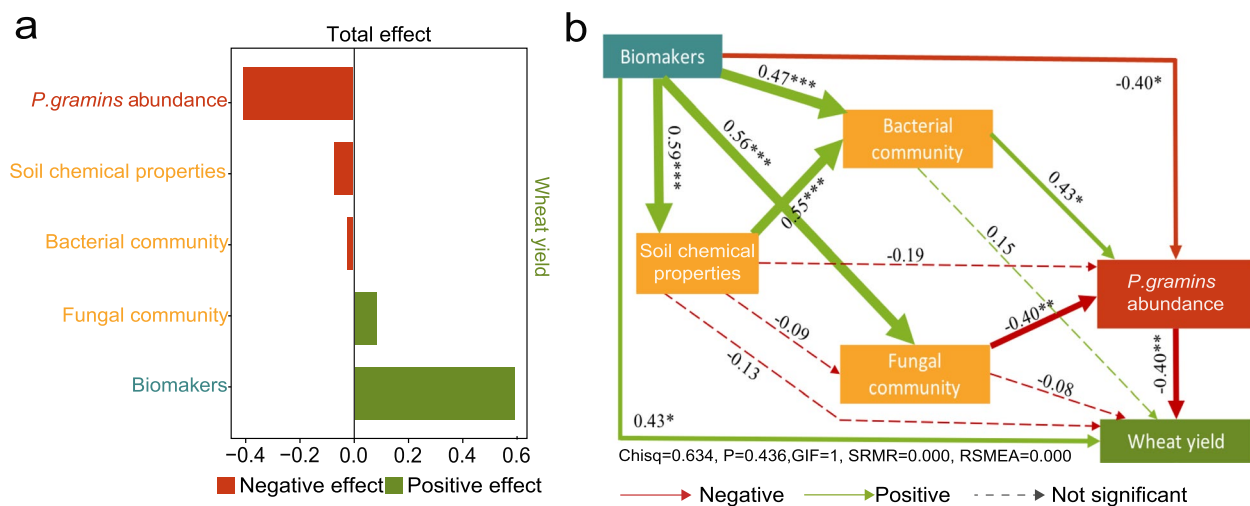 a
Total effect
P.gramins abundance
Soil chemical properties
Bacterial community
Fungal community
Biomakers
Wheat yield
−0.4 −0.2 0.0 0.2 0.4 0.6
Negative effect Positive effect
b
Biomakers
0.47***
-0.40*
Bacterial
community
0.59***
0.56***
0.43*
0.55***
0.15
Soil chemical
properties
-0.19
P.gramins
abundance
-0.09
-0.40**
-0.40**
-0.13
Fungal
community
-0.08
0.43*
Wheat yield
Chisq=0.634, P=0.436,GIF=1, SRMR=0.000, RSMEA=0.000
Negative Positive Not significant